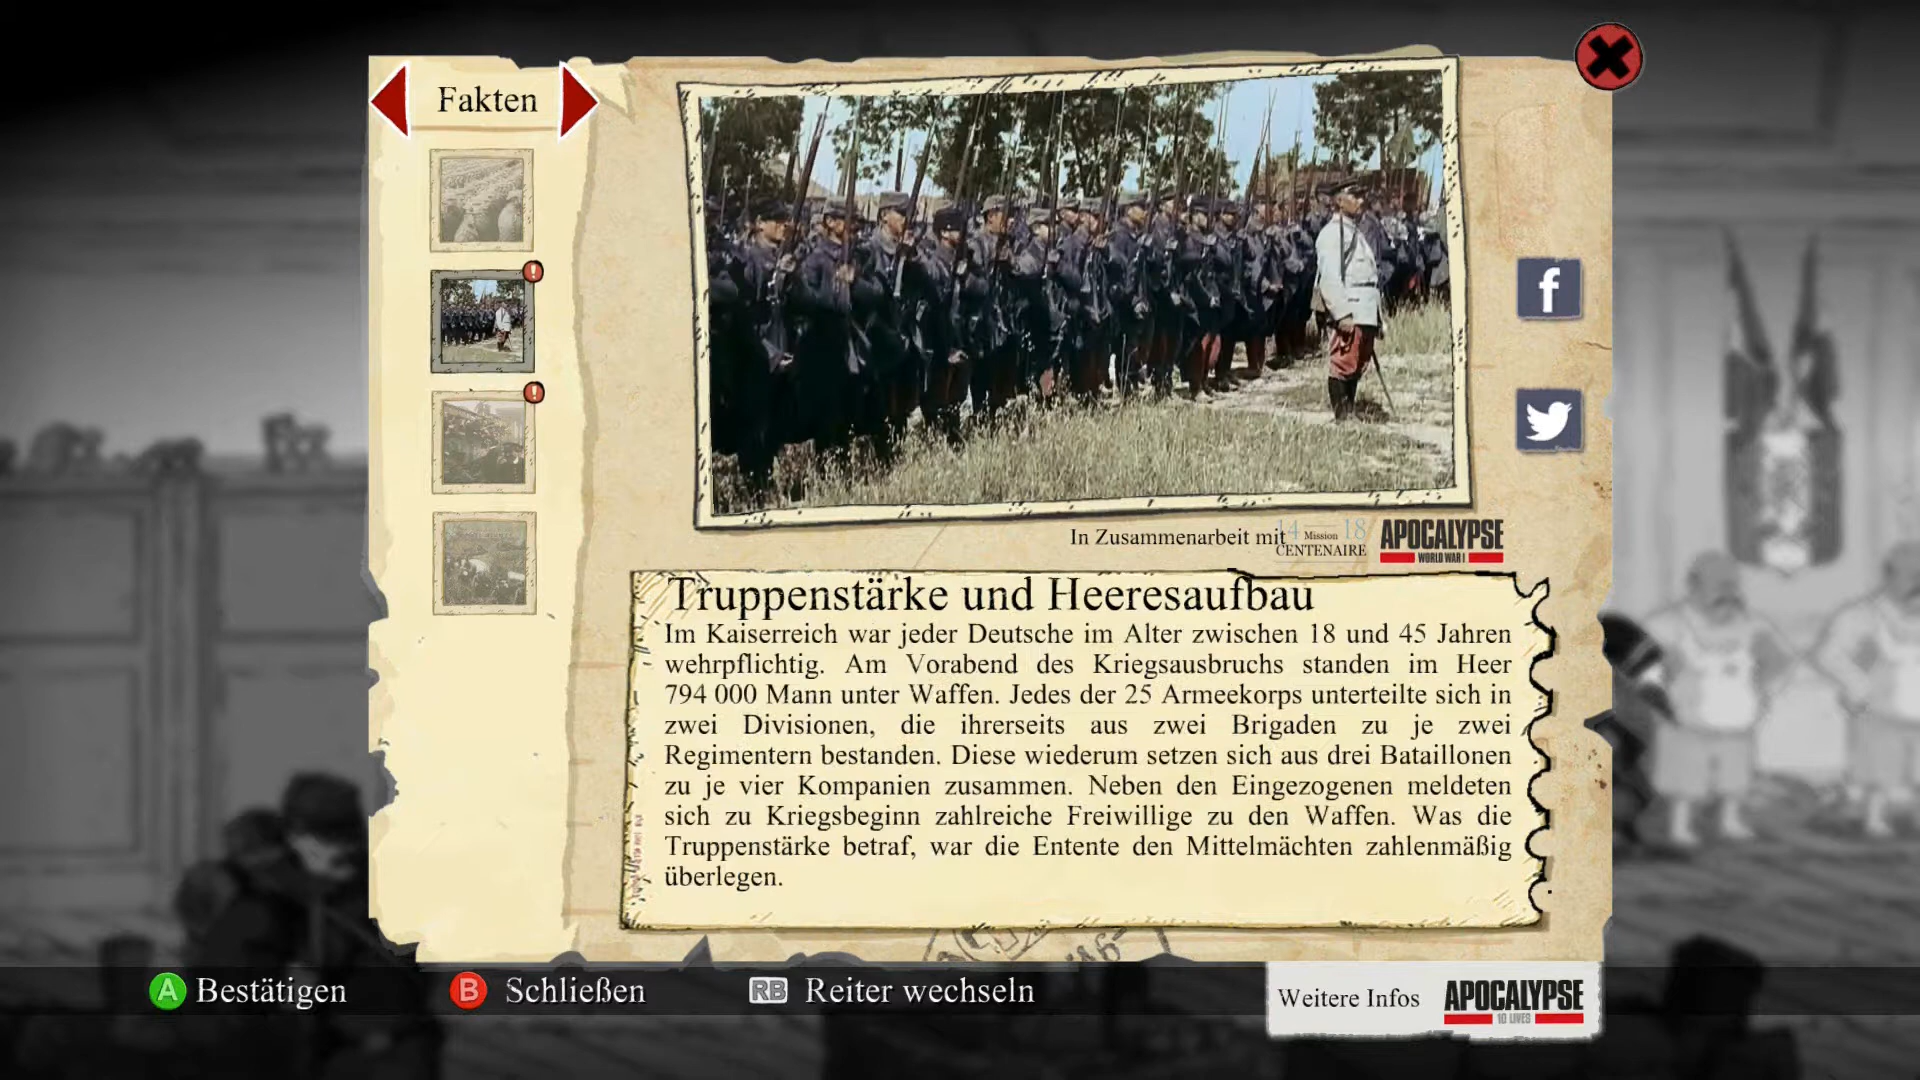 Fakten
In Zusammenarbeit mit
14 Mission 18
CENTENAIRE
APOCALYPSE
WORLD WAR I
Truppenstärke und Heeresaufbau
Im Kaiserreich war jeder Deutsche im Alter zwischen 18 und 45 Jahren
wehrpflichtig. Am Vorabend des Kriegsausbruchs standen im Heer
794 000 Mann unter Waffen. Jedes der 25 Armeekorps unterteilte sich in
zwei Divisionen, die ihrerseits aus zwei Brigaden zu je zwei
Regimentern bestanden. Diese wiederum setzen sich aus drei Bataillonen
zu je vier Kompanien zusammen. Neben den Eingezogenen meldeten
sich zu Kriegsbeginn zahlreiche Freiwillige zu den Waffen. Was die
Truppenstärke betraf, war die Entente den Mittelmächten zahlenmäßig
überlegen.
A Bestätigen
B Schließen
RB Reiter wechseln
Weitere Infos
APOCALYPSE
10 LIVES